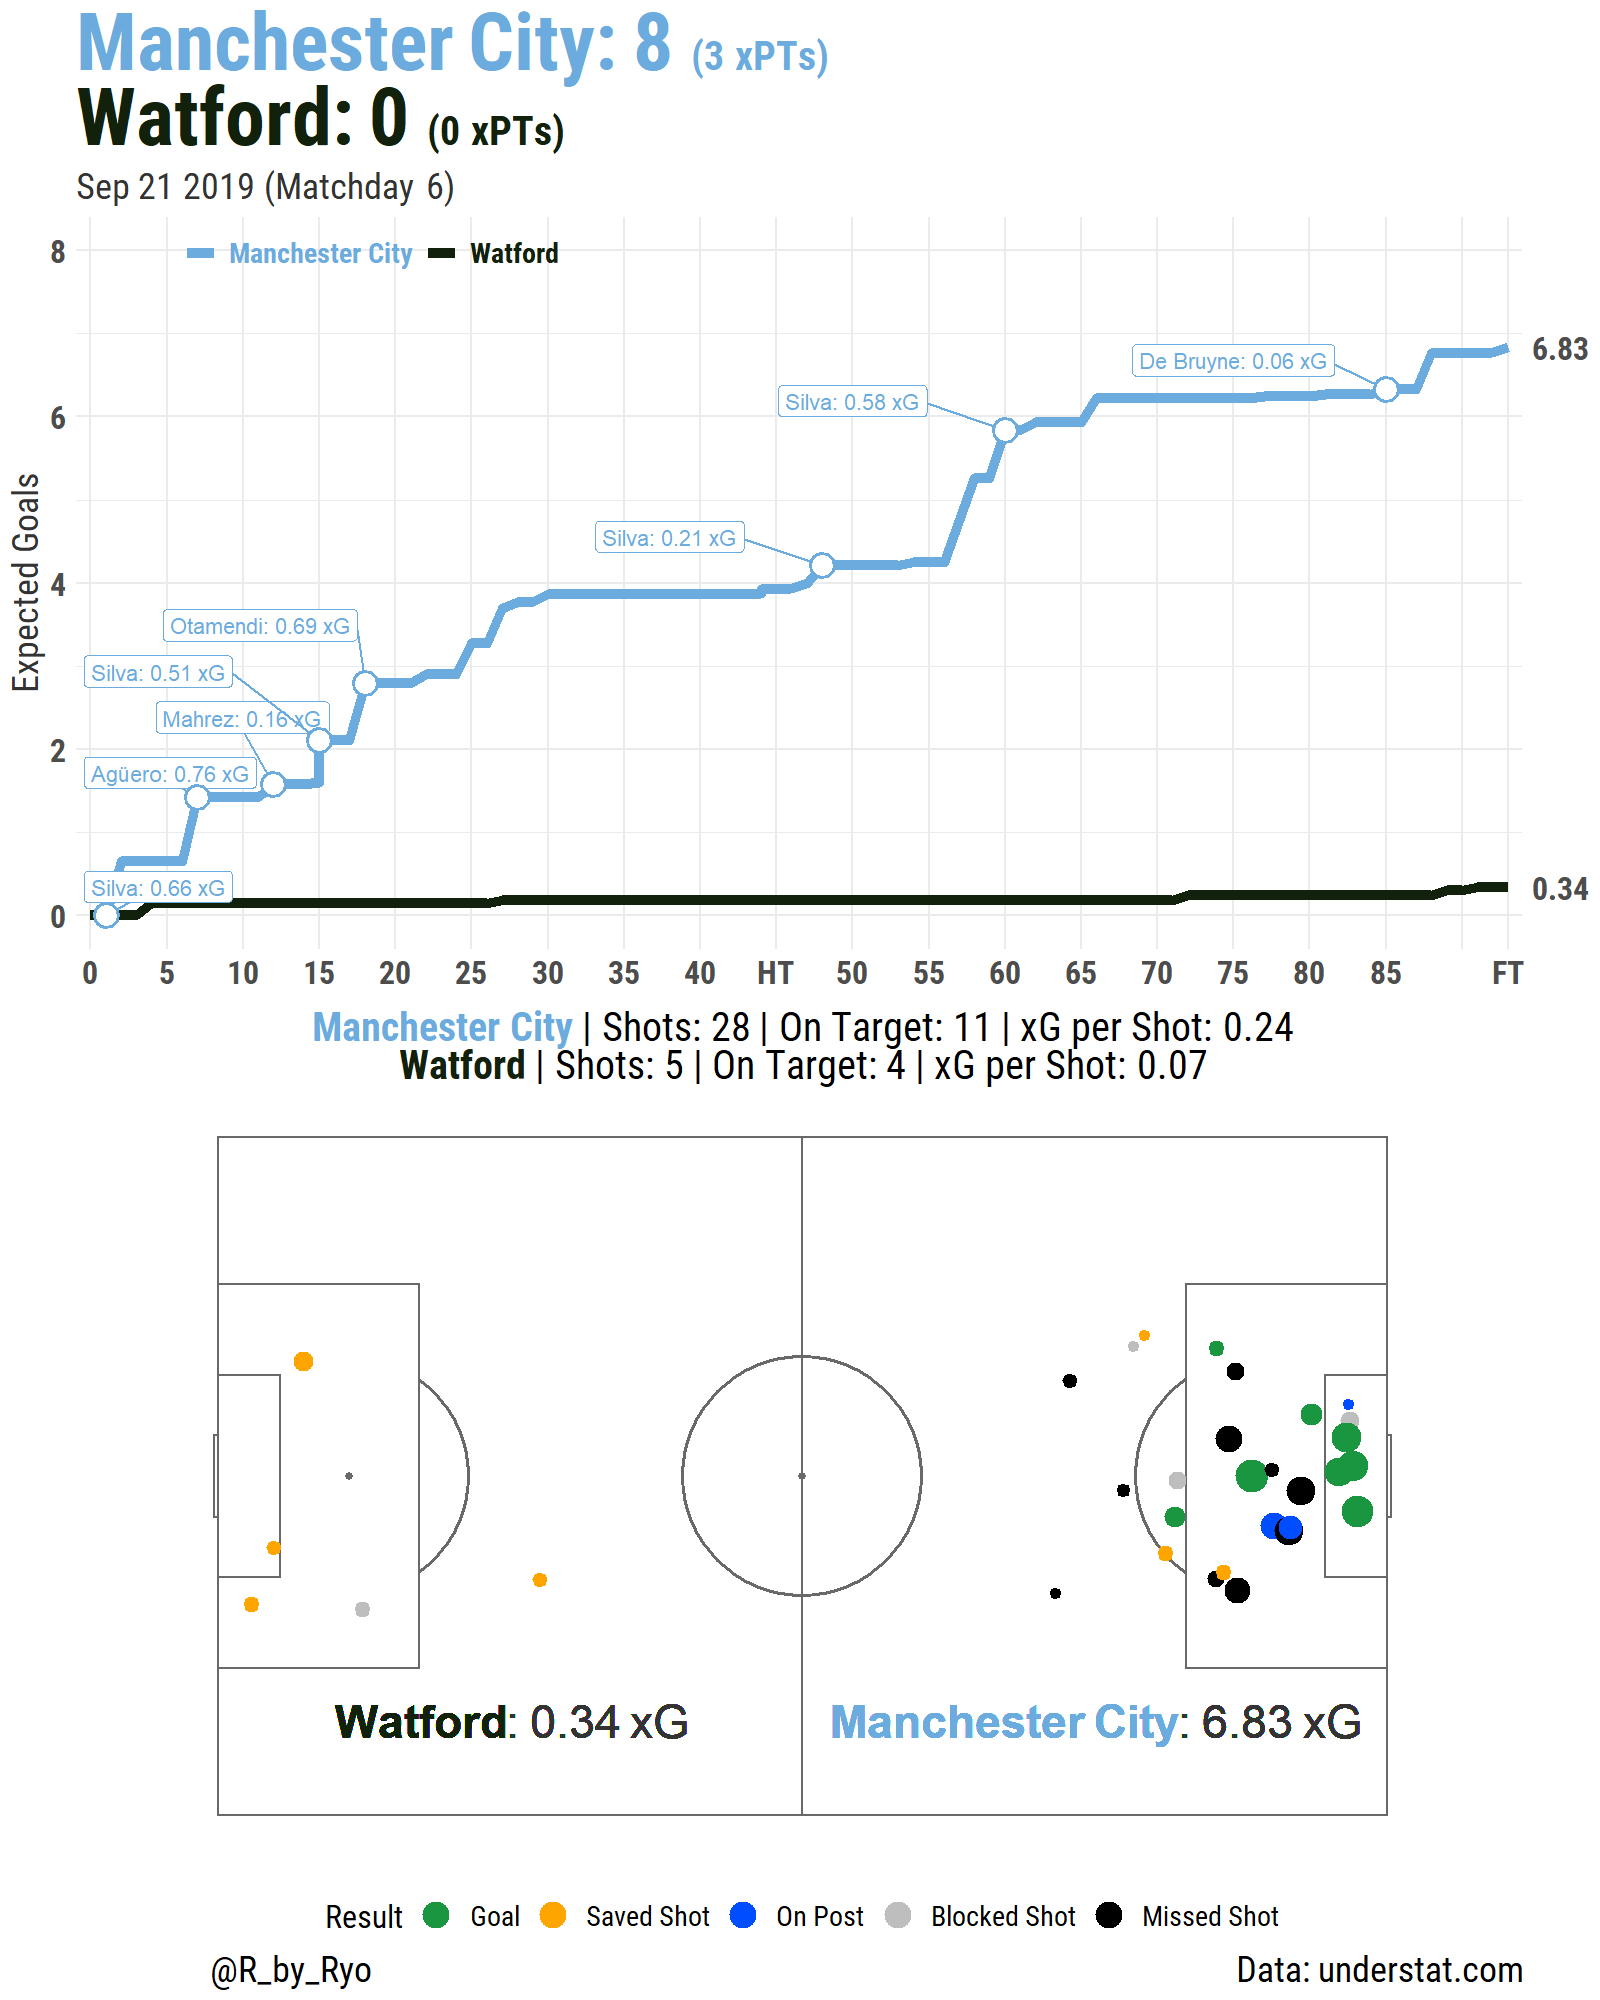 Manchester City: 8 (3 xPTs)
Watford: 0 (0 xPTs)
Sep 21 2019 (Matchday 6)
Manchester City Watford
Expected Goals
8
6
4
2
0
6.83
0.34
De Bruyne: 0.06 xG
Silva: 0.58 xG
Silva: 0.21 xG
Otamendi: 0.69 xG
Silva: 0.51 xG
Mahrez: 0.16 xG
Agüero: 0.76 xG
Silva: 0.66 xG
0 5 10 15 20 25 30 35 40 HT 50 55 60 65 70 75 80 85 FT
Manchester City | Shots: 28 | On Target: 11 | xG per Shot: 0.24
Watford | Shots: 5 | On Target: 4 | xG per Shot: 0.07
Watford: 0.34 xG
Manchester City: 6.83 xG
Result Goal Saved Shot On Post Blocked Shot Missed Shot
@R_by_Ryo
Data: understat.com